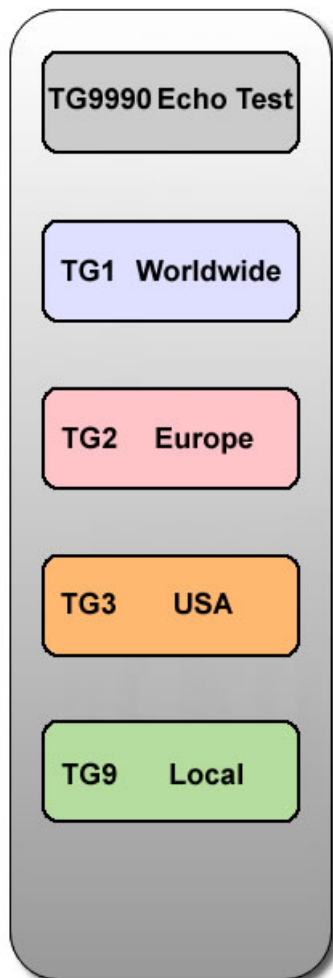 TG9990 Echo Test
TG1 Worldwide
TG2 Europe
TG3 USA
TG9 Local